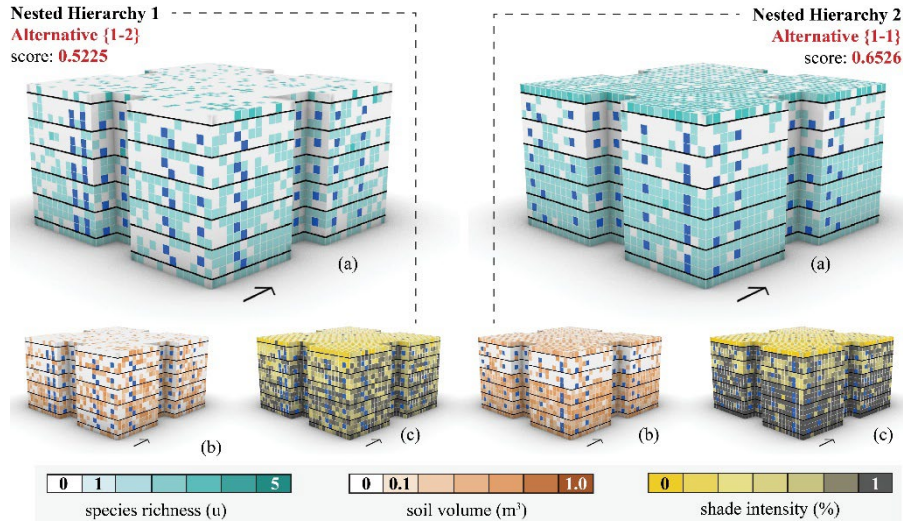 Nested Hierarchy 1
Alternative {1-2}
score: 0.5225
Nested Hierarchy 2
Alternative {1-1}
score: 0.6526
(a)
(a)
(b)
(c)
(b)
(c)
0 1 5
species richness (u)
0 0.1 1.0
soil volume (m³)
0 1
shade intensity (%)